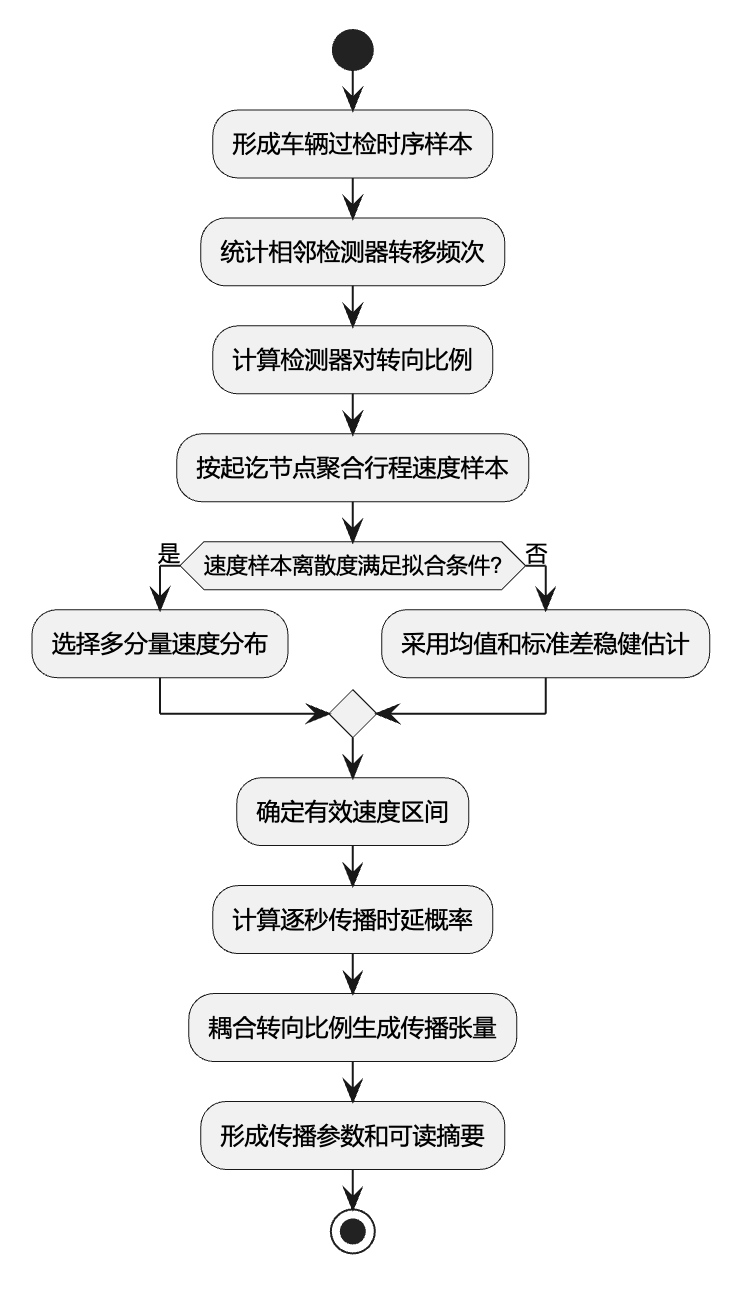 形成车辆过检时序样本
统计相邻检测器转移频次
计算检测器对转向比例
按起讫节点聚合行程速度样本
是
速度样本离散度满足拟合条件?
否
选择多分量速度分布
采用均值和标准差稳健估计
确定有效速度区间
计算逐秒传播时延概率
耦合转向比例生成传播张量
形成传播参数和可读摘要